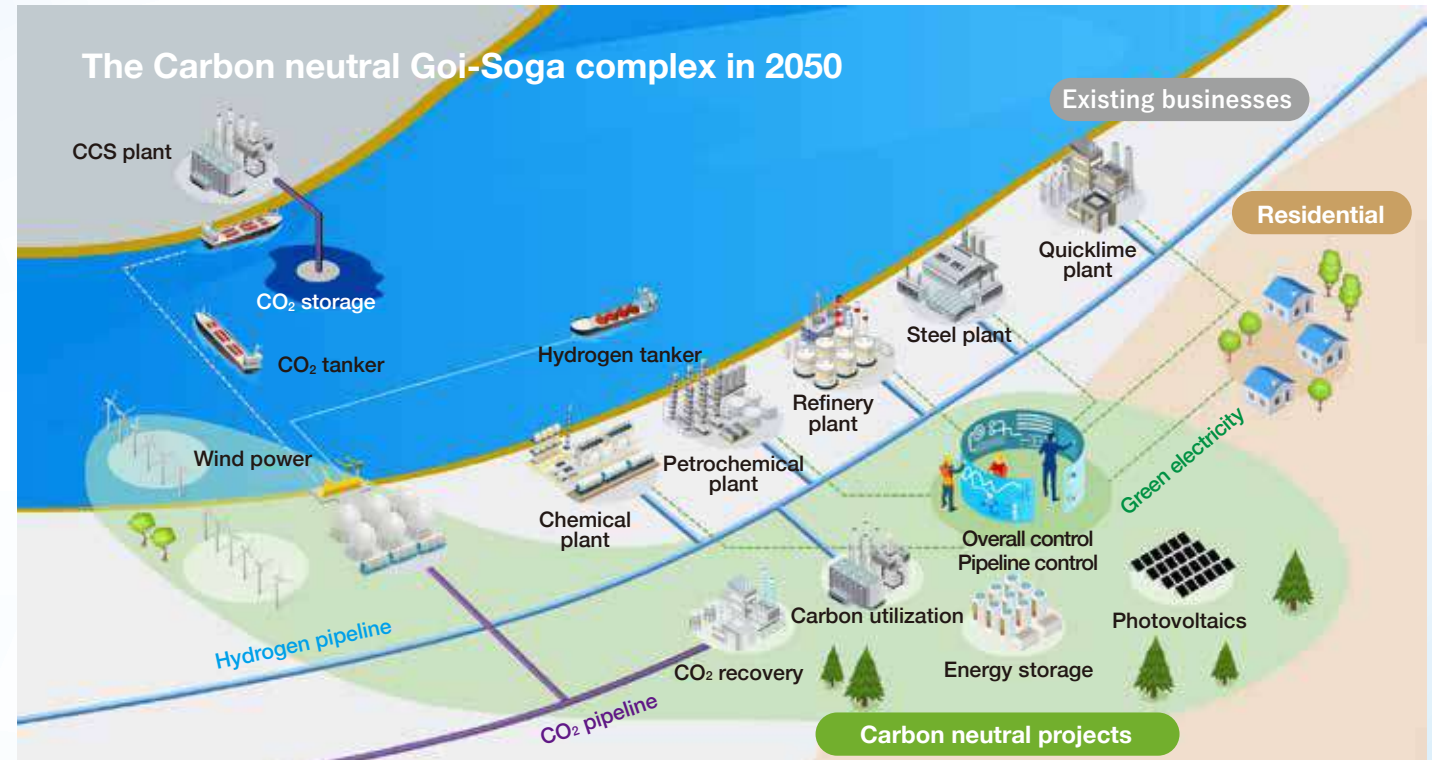 The Carbon neutral Goi-Soga complex in 2050
Existing businesses
CCS plant
Residential
Quicklime
plant
CO₂ storage
Steel plant
Hydrogen tanker
CO₂ tanker
Refinery
plant
Wind power
Petrochemical
plant
Green electricity
Chemical
plant
Overall control
Pipeline control
Carbon utilization
Photovoltaics
Hydrogen pipeline
CO₂ recovery
Energy storage
CO₂ pipeline
Carbon neutral projects